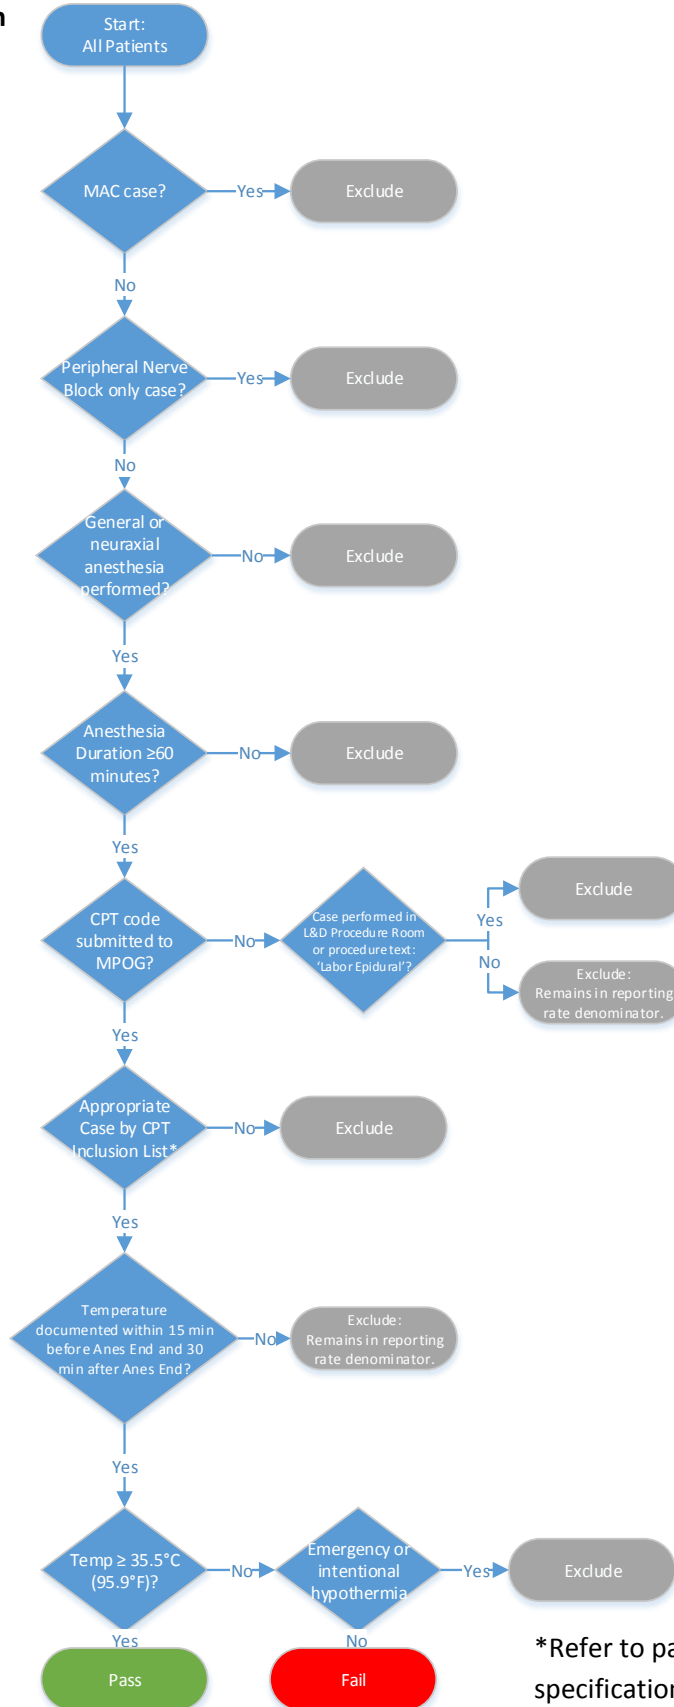 Start:
All Patients
MAC case?
Yes
Exclude
No
Peripheral Nerve
Block only case?
Yes
Exclude
No
General or
neuraxial
anesthesia
performed?
No
Exclude
Yes
Anesthesia
Duration ≥60
minutes?
No
Exclude
Yes
CPT code
submitted to
MPOG?
No
Case performed in
L&D Procedure Room
or procedure text:
'Labor Epidural'?
Yes
Exclude
No
Exclude:
Remains in reporting
rate denominator.
Yes
Appropriate
Case by CPT
Inclusion List*
No
Exclude
Yes
Temperature
documented within 15 min
before Anes End and 30
min after Anes End?
No
Exclude:
Remains in reporting
rate denominator.
Yes
Temp ≥ 35.5°C
(95.9°F)?
No
Emergency or
intentional
hypothermia
Yes
Exclude
Yes
No
Pass
Fail
*Refer to
specification